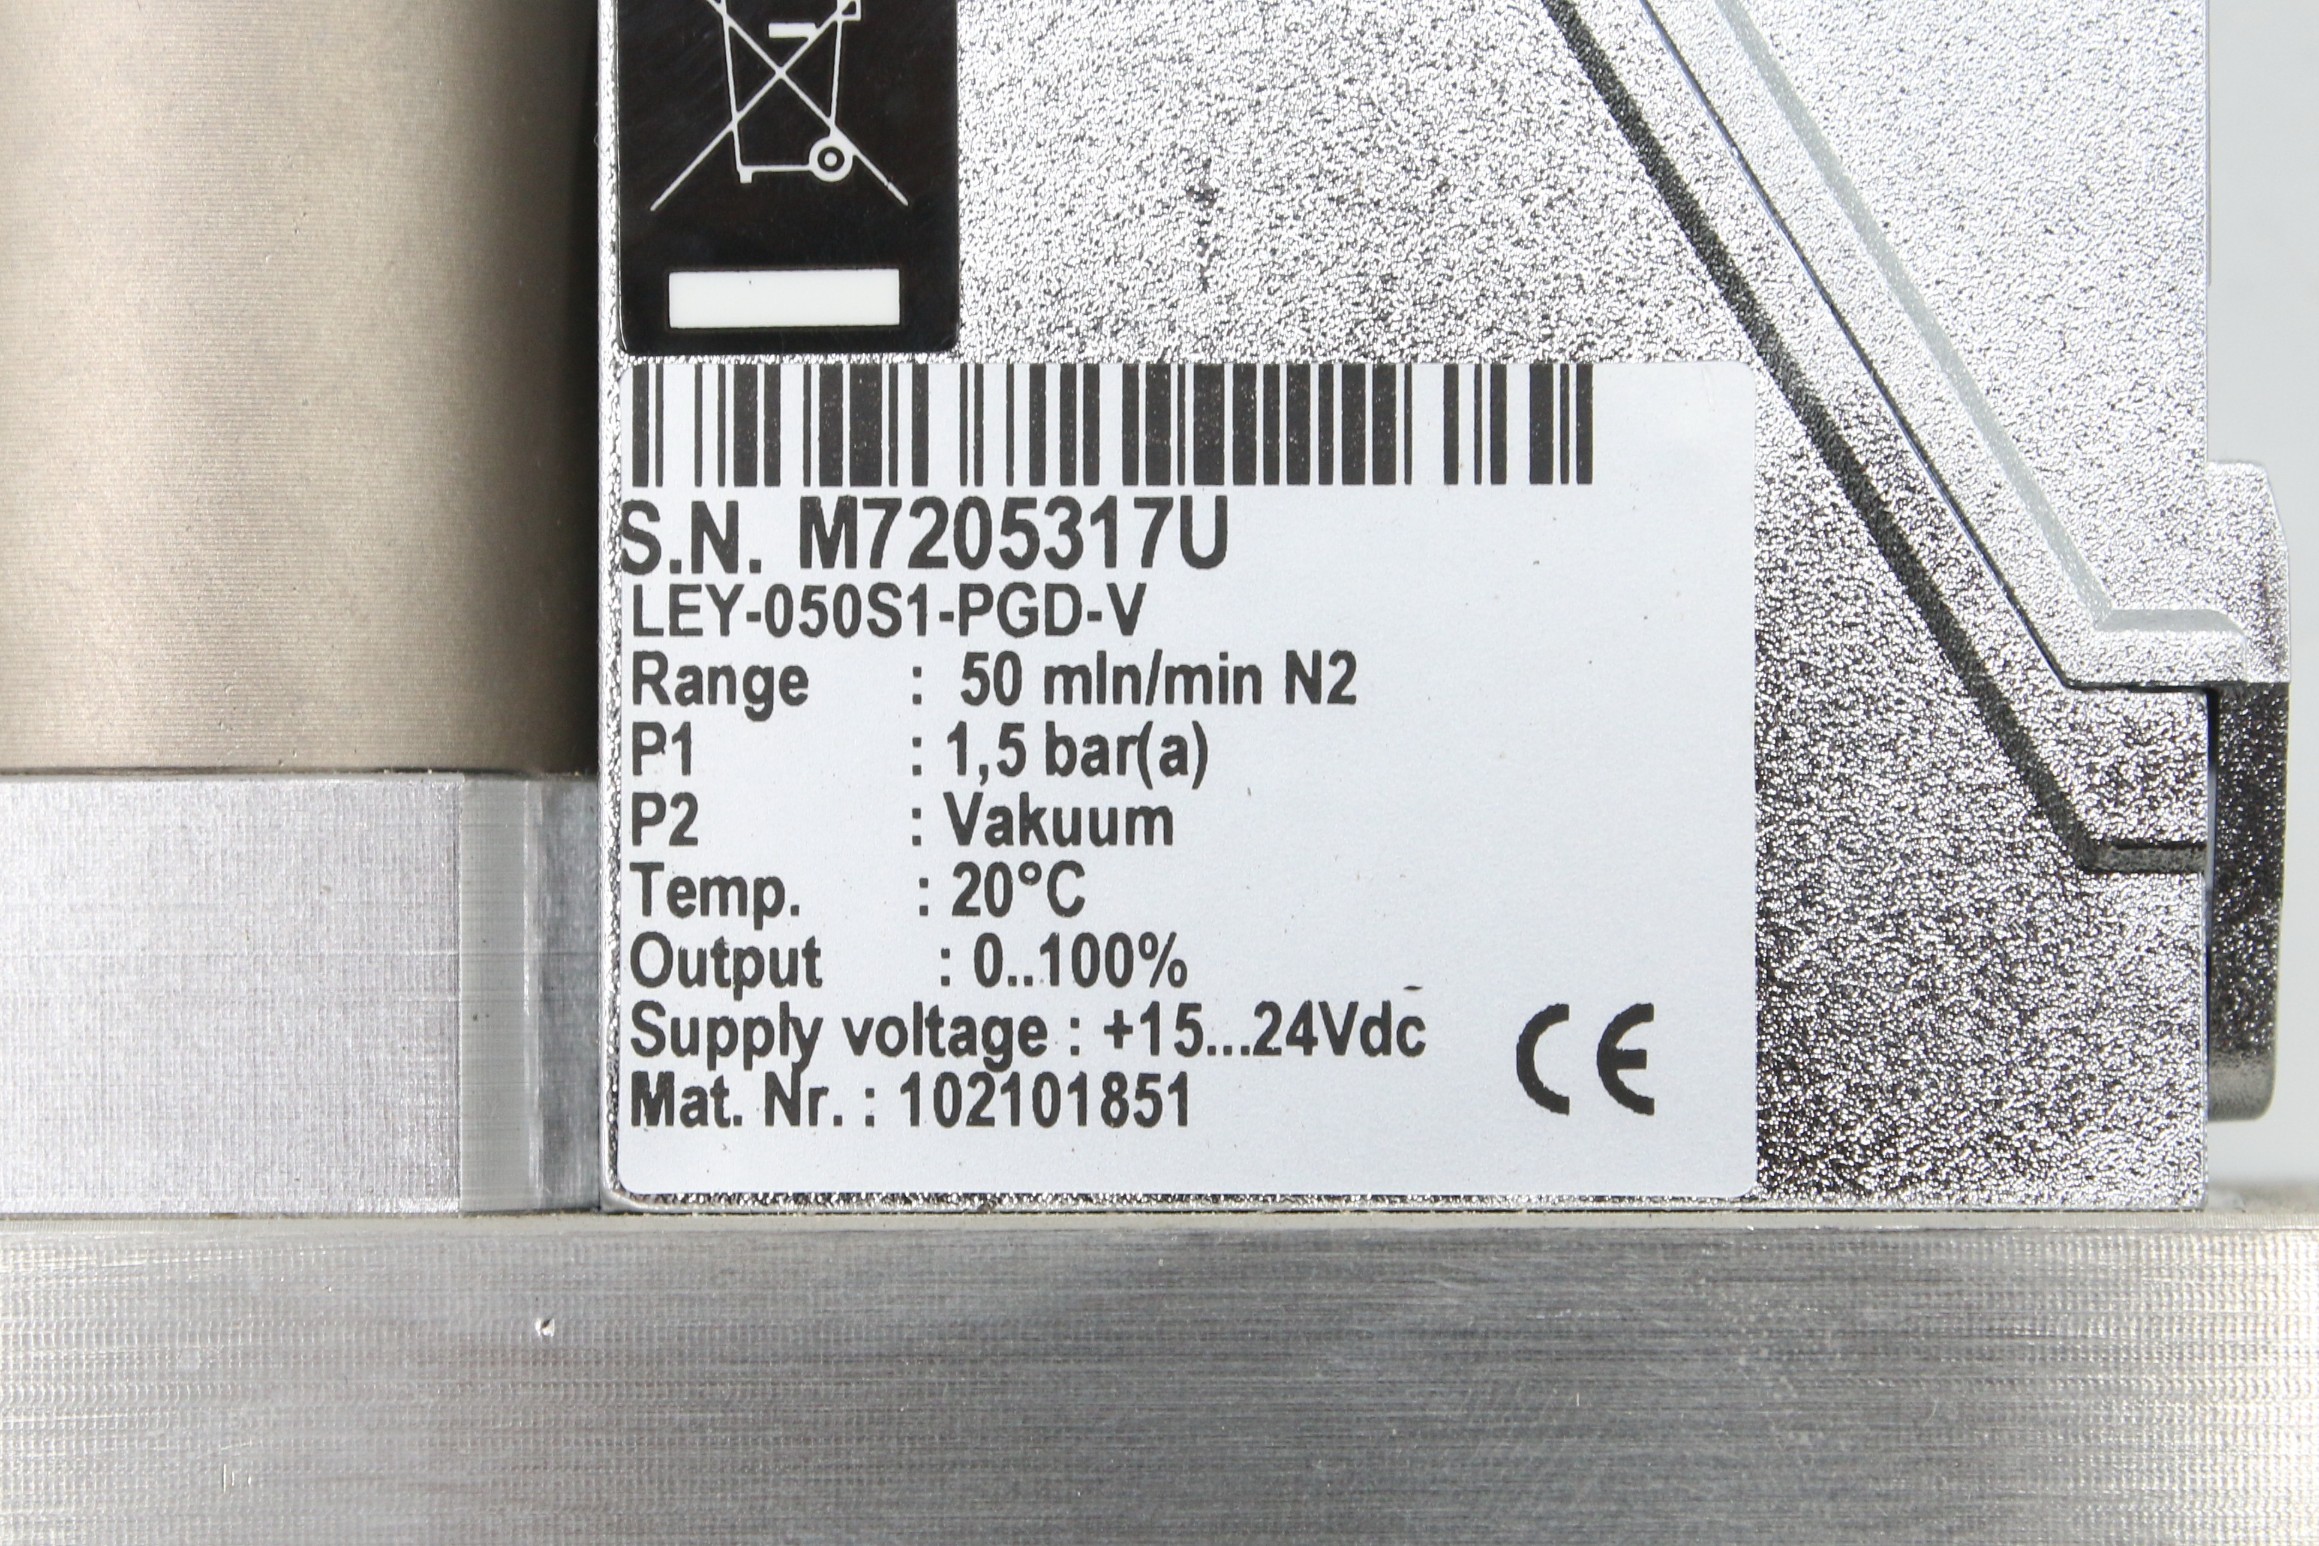 S.N. M7205317U
LEY-050S1-PGD-V
Range : 50 mln/min N2
P1 : 1,5 bar(a)
P2 : Vakuum
Temp. : 20°C
Output : 0..100%
Supply voltage : +15...24Vdc
Mat. Nr. : 102101851
CE